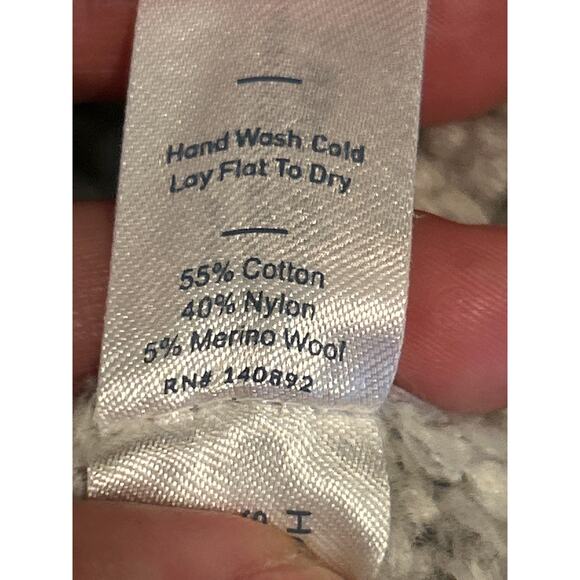 Hand Wash Cold
Lay Flat To Dry
55% Cotton
40% Nylon
5% Merino Wool
RN# 140892